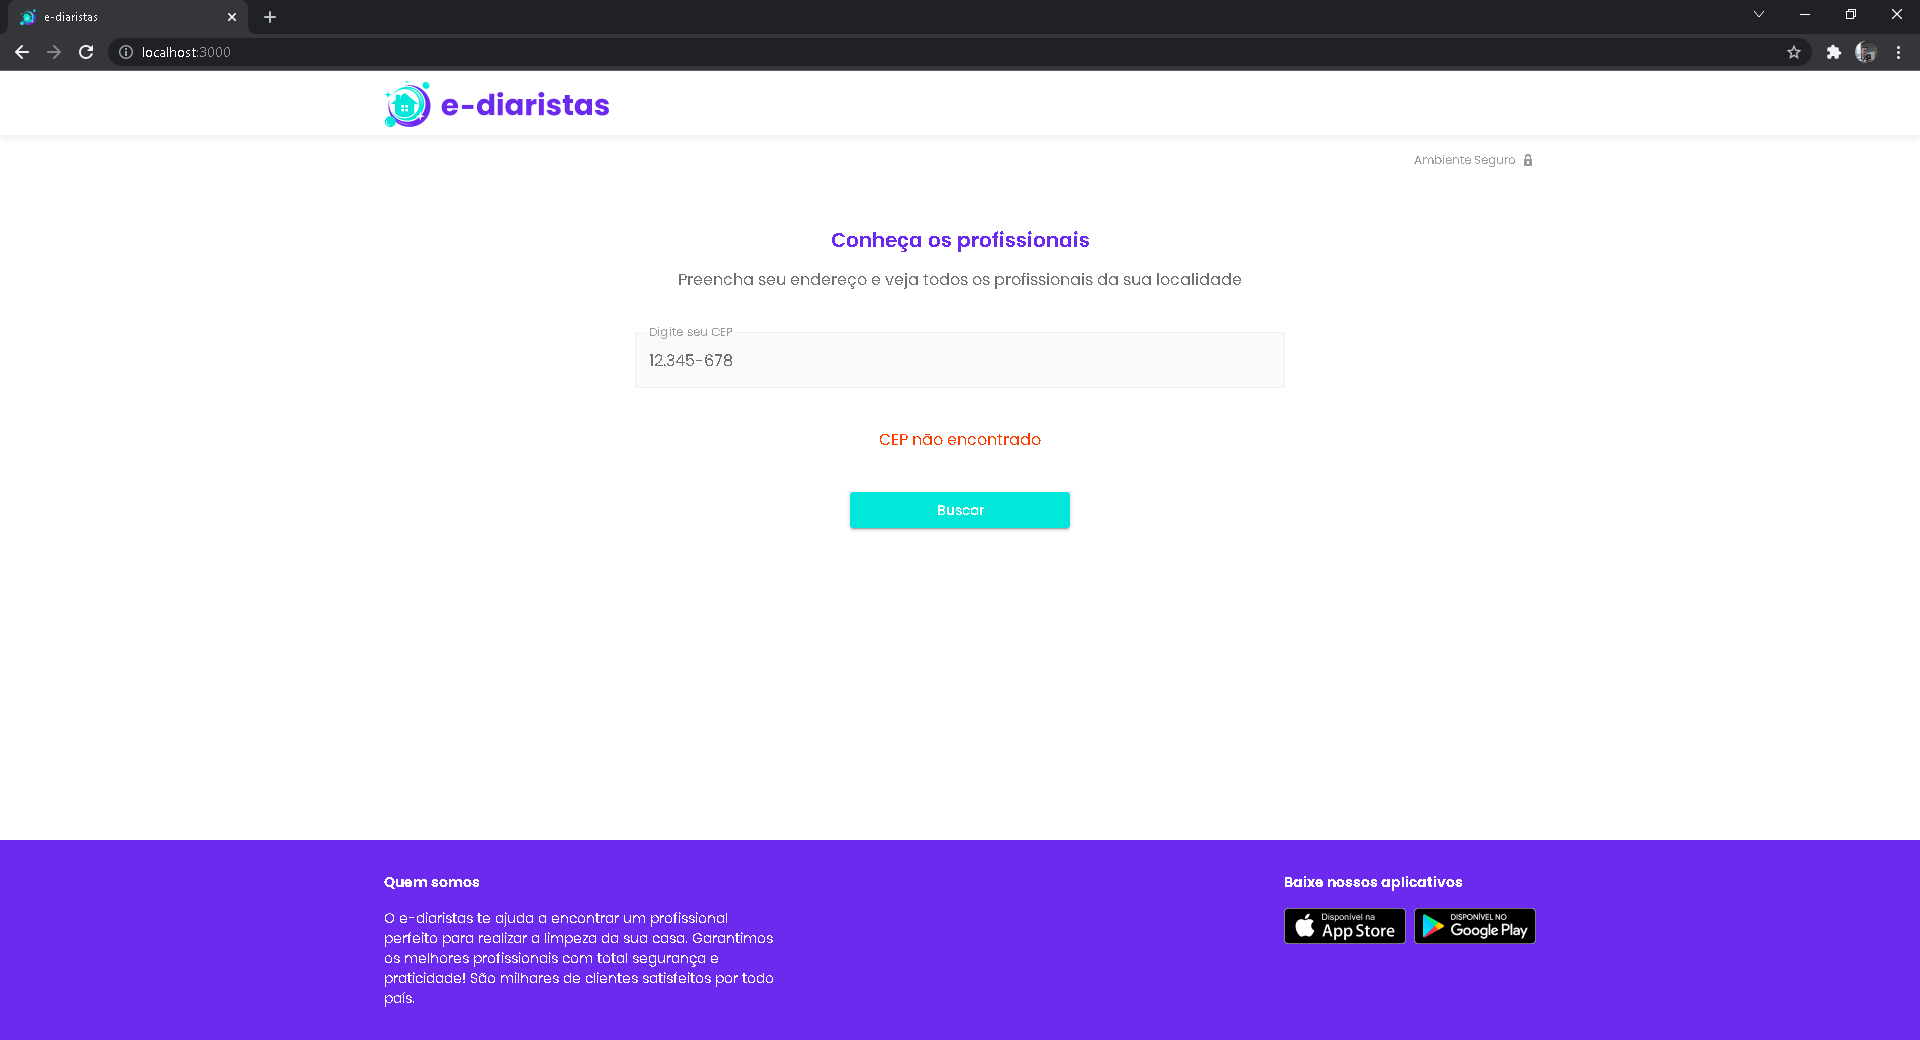 e-diaristas
localhost:3000
e-diaristas
Ambiente Seguro
Conheça os profissionais
Preencha seu endereço e veja todos os profissionais da sua localidade
Digite seu CEP
12.345-678
CEP não encontrado
Buscar
Quem somos
O e-diaristas te ajuda a encontrar um profissional
perfeito para realizar a limpeza da sua casa. Garantimos
os melhores profissionais com total segurança e
praticidade! São milhares de clientes satisfeitos por todo
país.
Baixe nossos aplicativos
Disponível na
App Store
DISPONÍVEL NO
Google Play